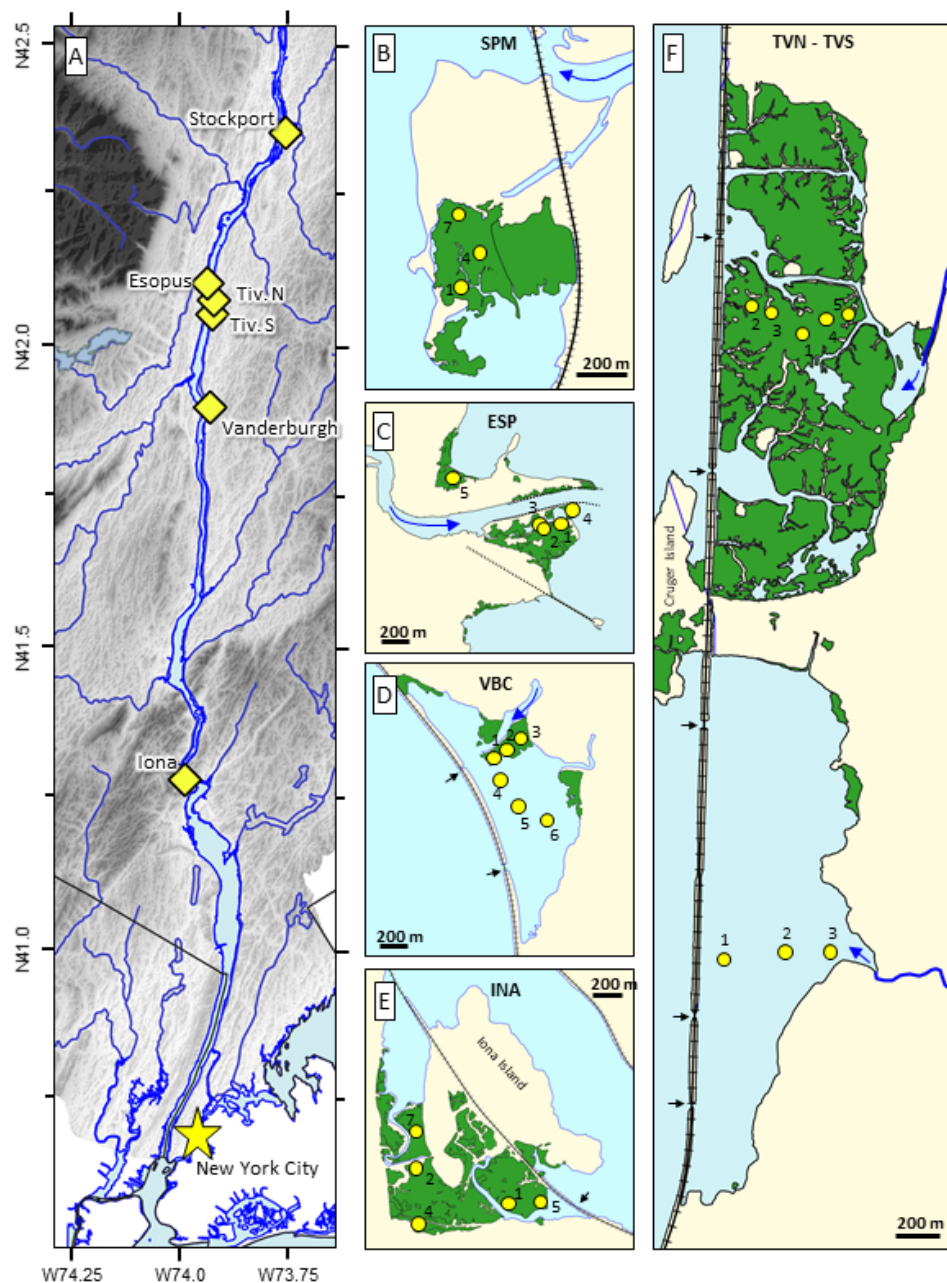 A
N42.5
N42.0
N41.5
N41.0
Stockport
Esopus
Tiv. N
Tiv. S
Vanderburgh
Iona
New York City
W74.25
W74.0
W73.75
B
SPM
7
4
1
200 m
C
ESP
5
3
4
2
1
200 m
D
VBC
1
2
3
4
5
6
200 m
E
INA
200 m
Iona Island
7
2
1
5
4
F
TVN - TVS
2
3
5
4
1
Cruger Island
1
2
3
200 m